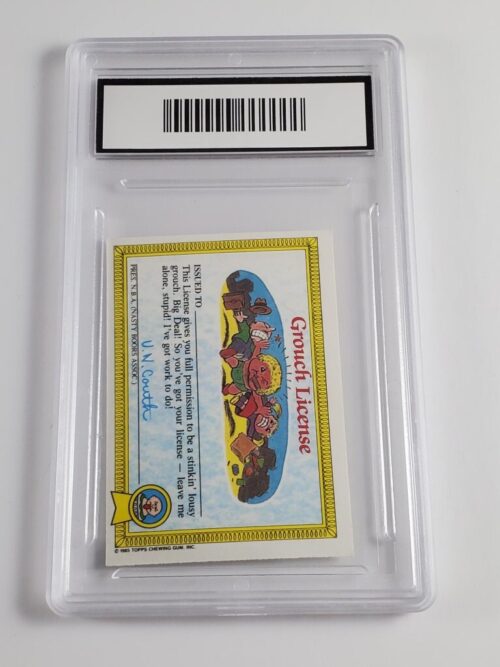 Grouch License
ISSUED TO
This License gives you full permission to be a stinkin' lousy
grouch. Big Deal! So you've got your license — leave me
alone, stupid! I've got work to do!
U.N. Couth
PRES. N.B.A. (NASTY BOORS ASSOC.)
© 1985 TOPPS CHEWING GUM, INC.